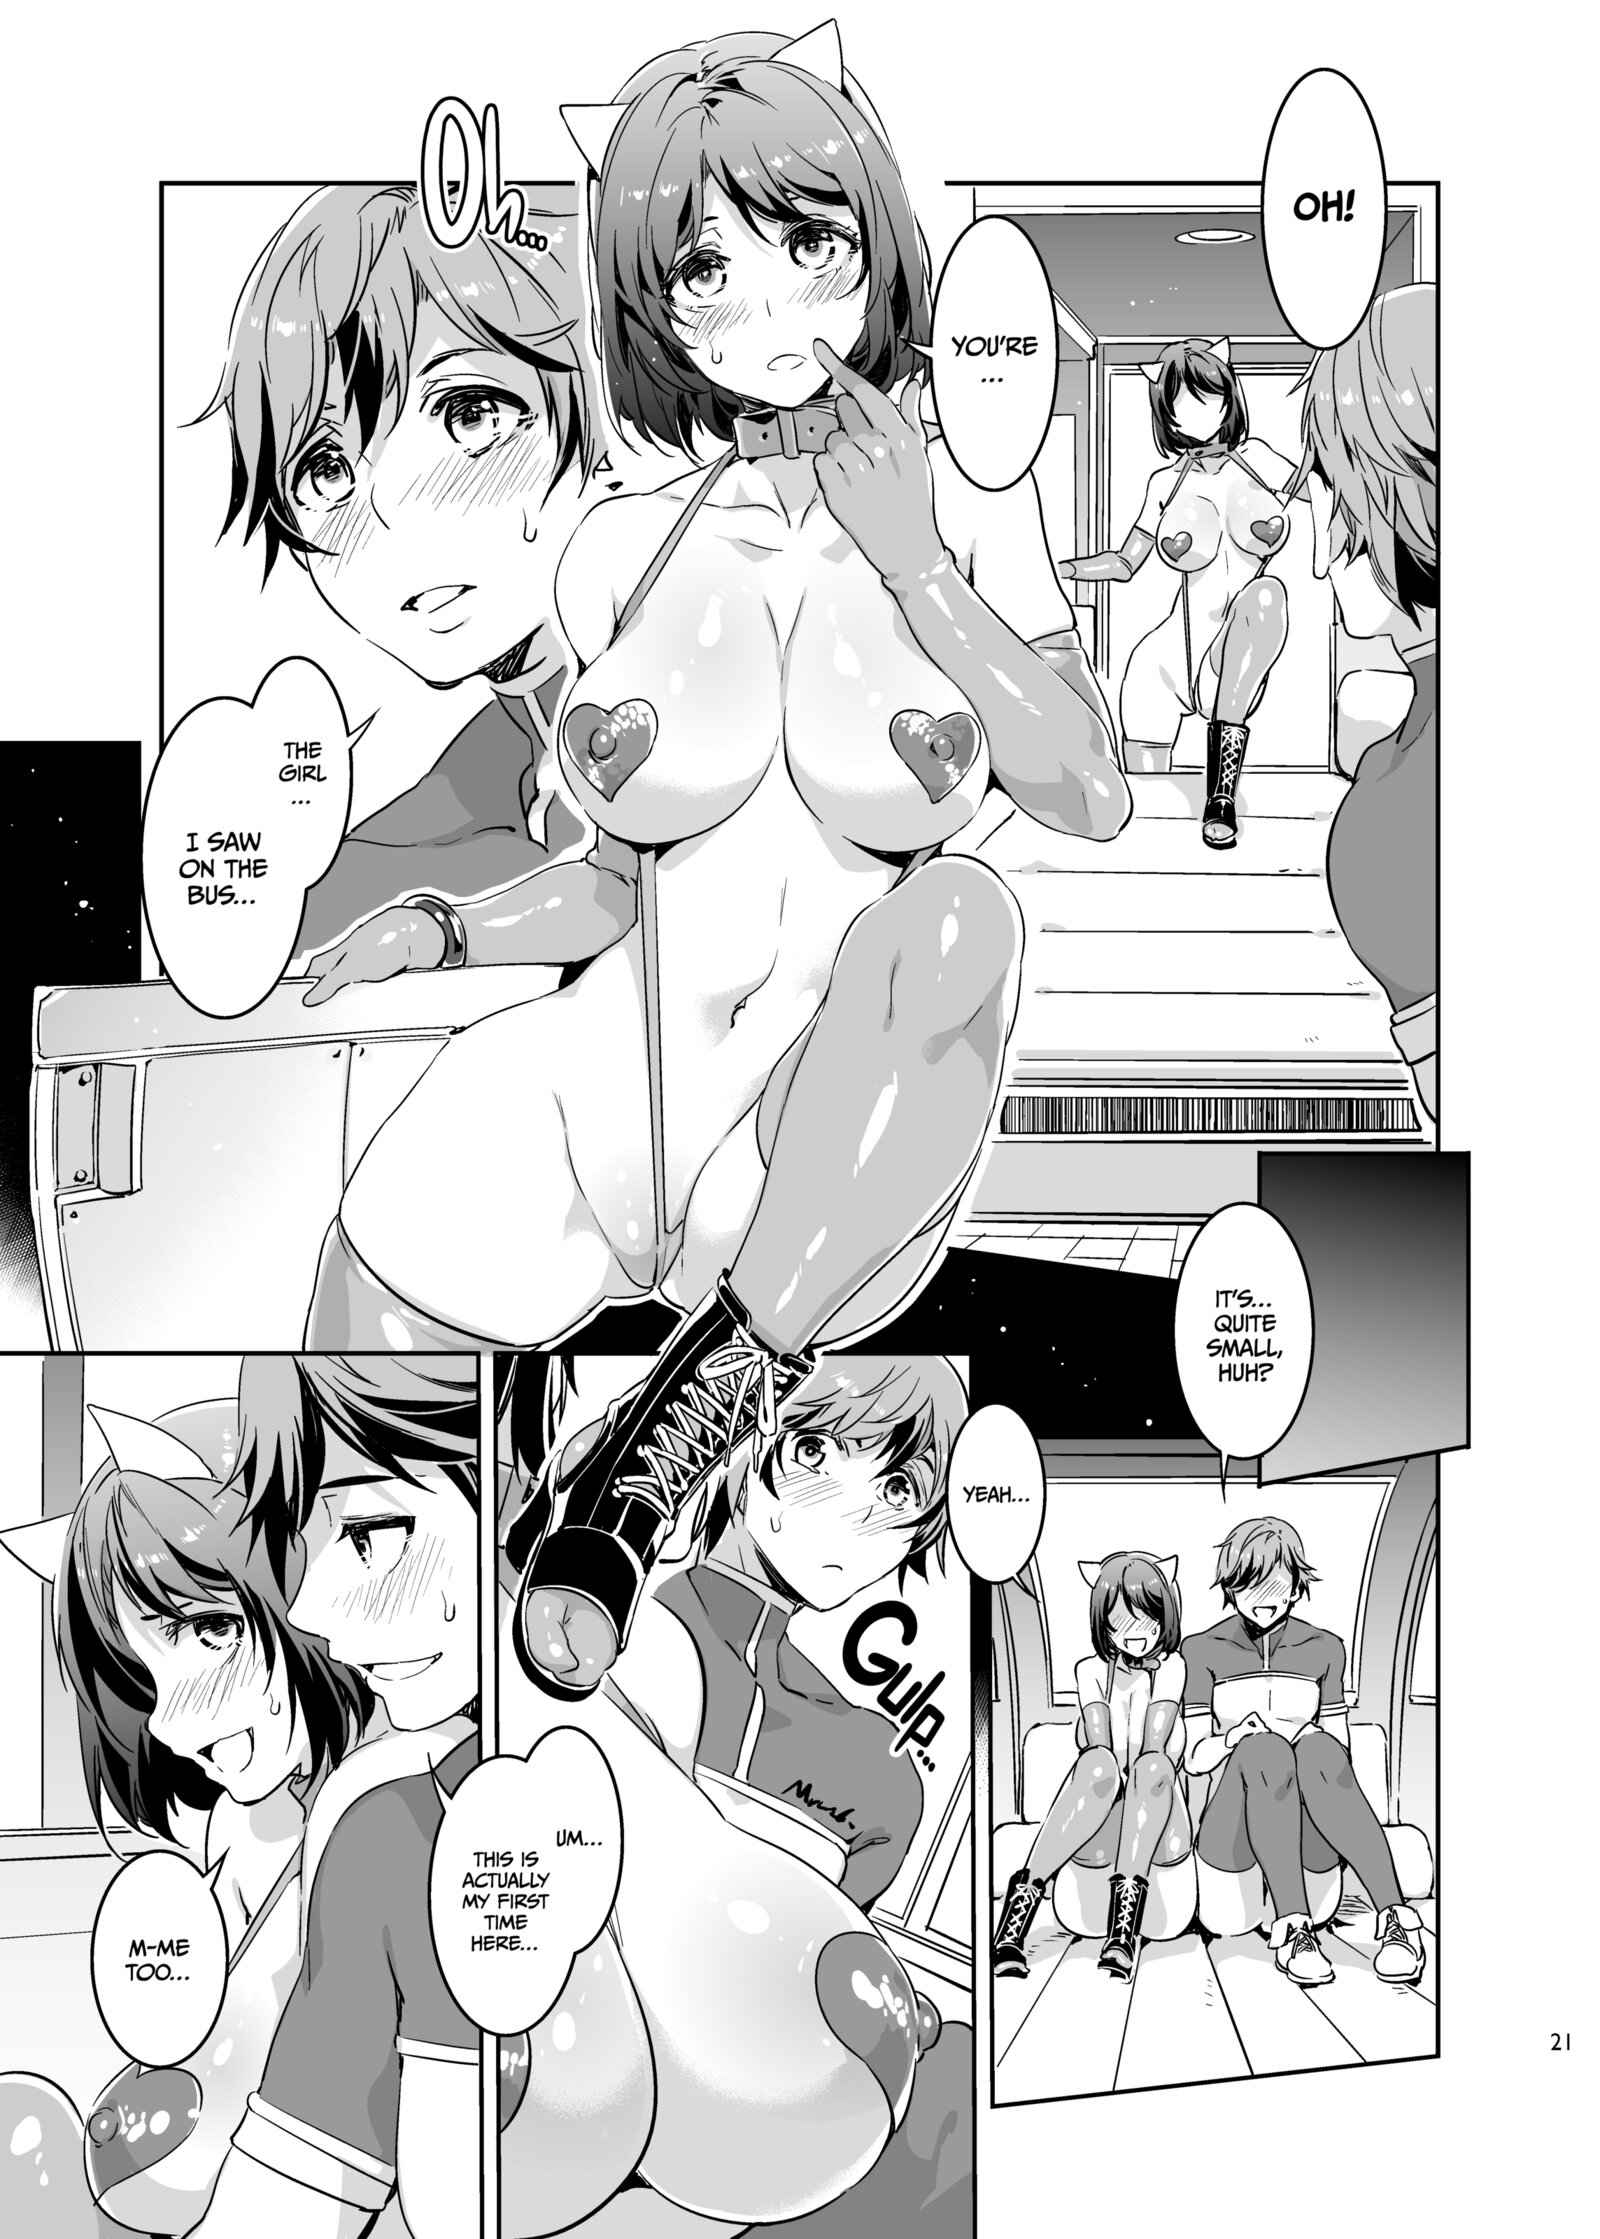 OH!
YOU'RE
...
Oh...
THE
GIRL
...
I SAW
ON THE
BUS...
IT'S...
QUITE
SMALL,
HUH?
YEAH...
Gulp...
UM...
THIS IS
ACTUALLY
MY FIRST
TIME
HERE...
M-ME
TOO...
21